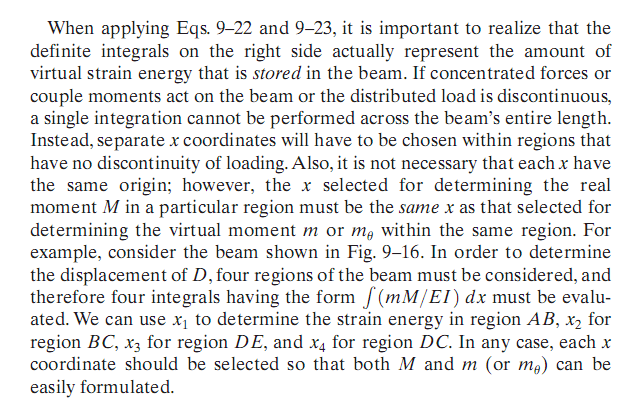 When applying Eqs. 9–22 and 9–23, it is important to realize that the
definite integrals on the right side actually represent the amount of
virtual strain energy that is stored in the beam. If concentrated forces or
couple moments act on the beam or the distributed load is discontinuous,
a single integration cannot be performed across the beam's entire length.
Instead, separate x coordinates will have to be chosen within regions that
have no discontinuity of loading. Also, it is not necessary that each x have
the same origin; however, the x selected for determining the real
moment M in a particular region must be the same x as that selected for
determining the virtual moment m or mθ within the same region. For
example, consider the beam shown in Fig. 9–16. In order to determine
the displacement of D, four regions of the beam must be considered, and
therefore four integrals having the form ∫(mM/EI) dx must be evalu-
ated. We can use x₁ to determine the strain energy in region AB, x₂ for
region BC, x₃ for region DE, and x₄ for region DC. In any case, each x
coordinate should be selected so that both M and m (or mθ) can be
easily formulated.